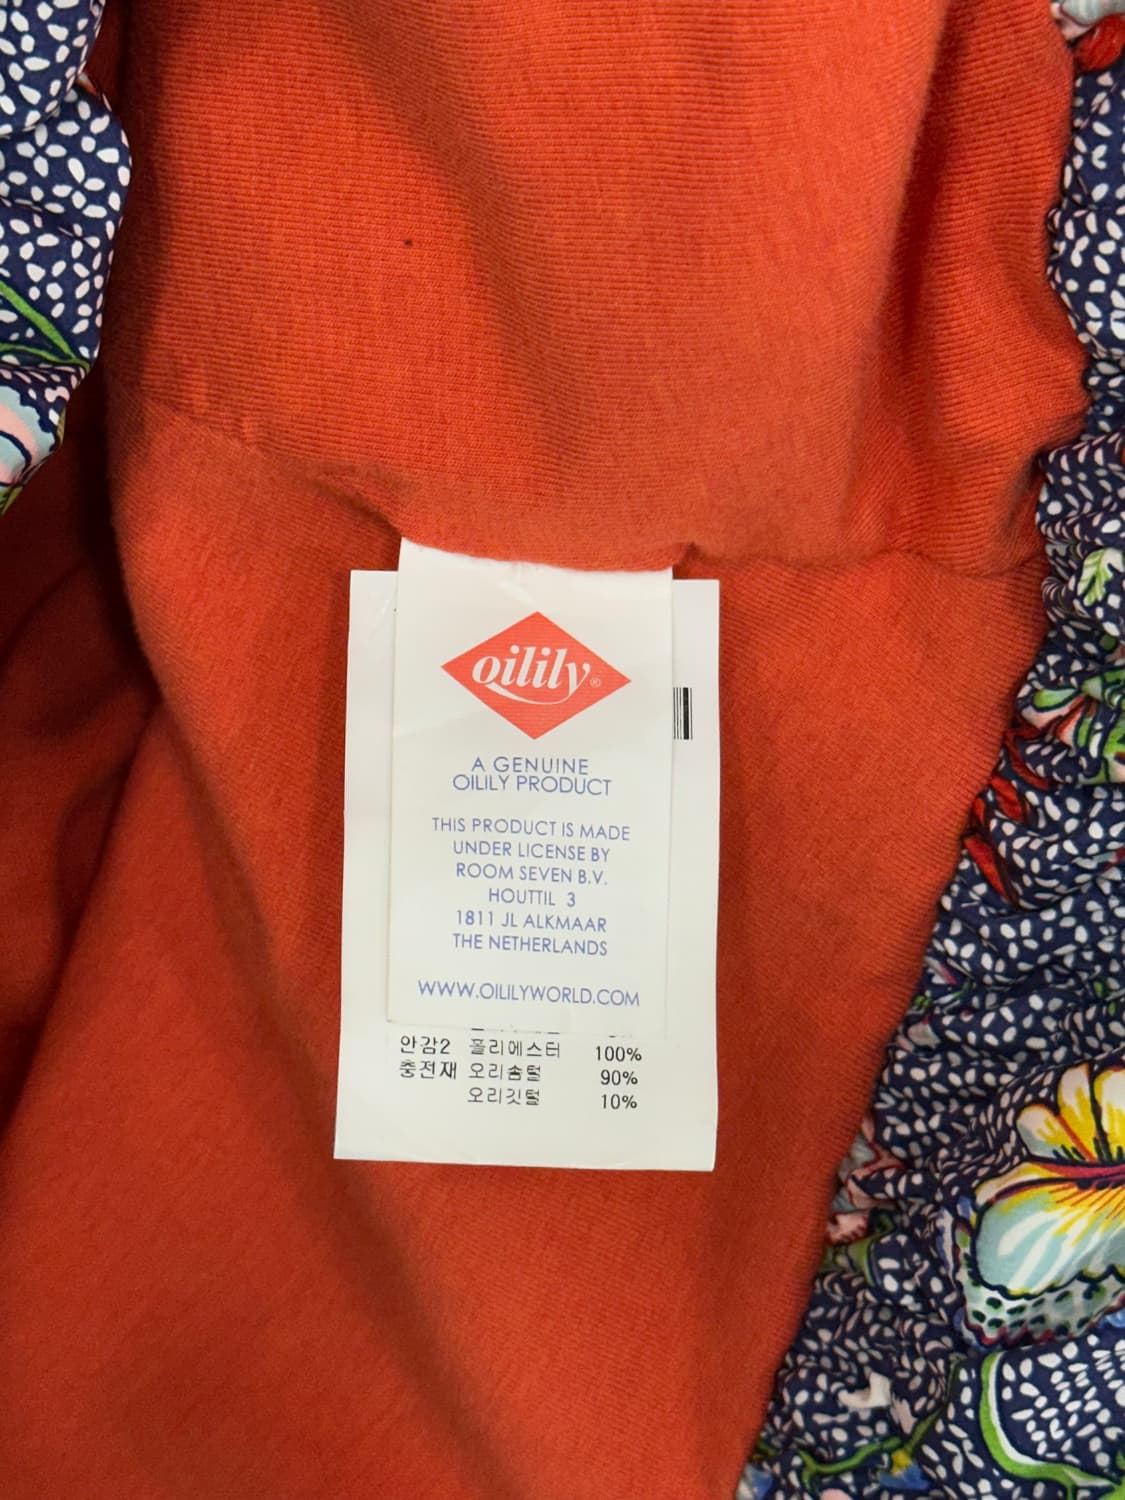 oilily®
A GENUINE
OILILY PRODUCT
THIS PRODUCT IS MADE
UNDER LICENSE BY
ROOM SEVEN B.V.
HOUTTIL 3
1811 JL ALKMAAR
THE NETHERLANDS
WWW.OILILYWORLD.COM
안감2 폴리에스터 100%
충전재 오리솜털 90%
오리깃털 10%